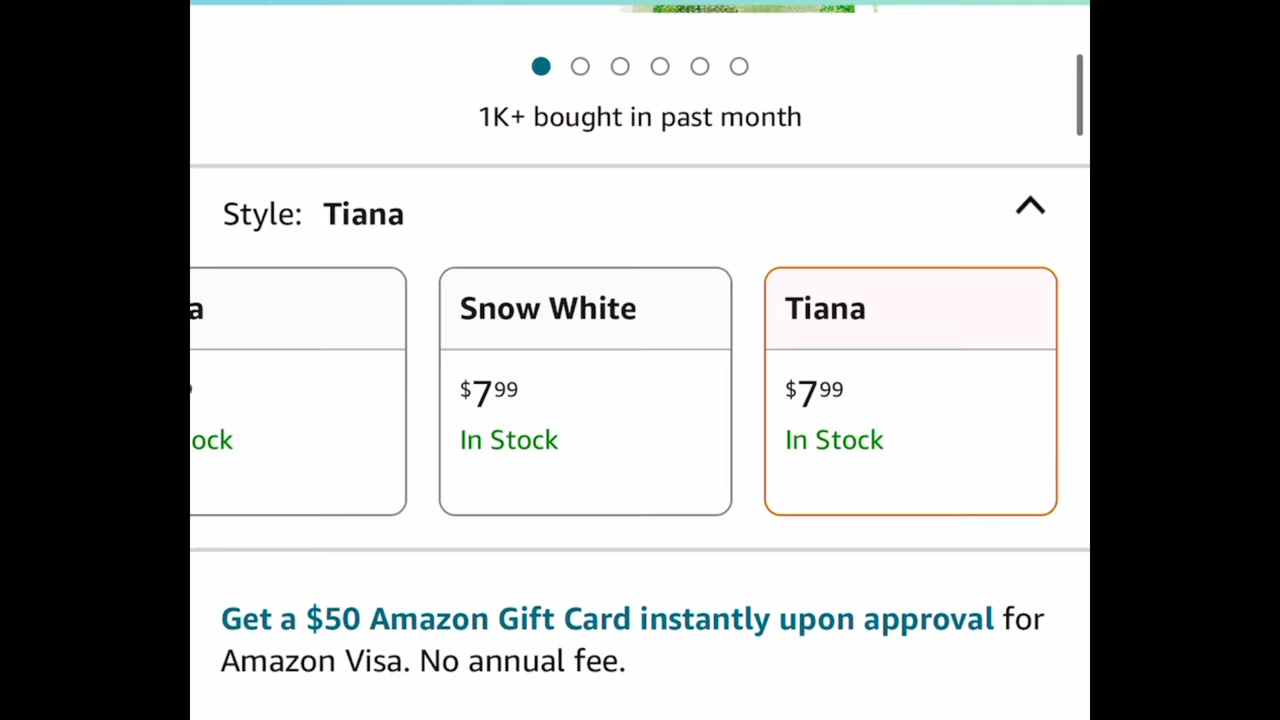 1K+ bought in past month
Style: Tiana
a Snow White Tiana
$7.99 $7.99
ock In Stock In Stock
Get a $50 Amazon Gift Card instantly upon approval for
Amazon Visa. No annual fee.